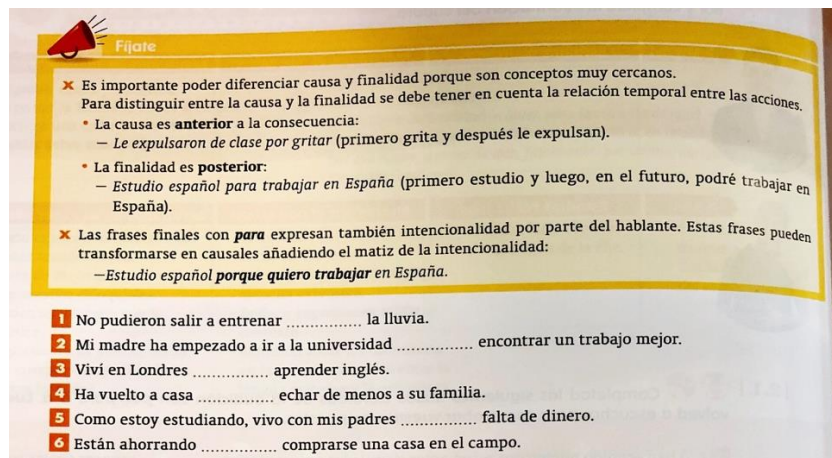 Fíjate
× Es importante poder diferenciar causa y finalidad porque son conceptos muy cercanos.
Para distinguir entre la causa y la finalidad se debe tener en cuenta la relación temporal entre las acciones.
• La causa es anterior a la consecuencia:
— Le expulsaron de clase por gritar (primero grita y después le expulsan).
• La finalidad es posterior:
— Estudio español para trabajar en España (primero estudio y luego, en el futuro, podré trabajar en
España).
× Las frases finales con para expresan también intencionalidad por parte del hablante. Estas frases pueden
transformarse en causales añadiendo el matiz de la intencionalidad:
—Estudio español porque quiero trabajar en España.
1 No pudieron salir a entrenar ............... la lluvia.
2 Mi madre ha empezado a ir a la universidad ............... encontrar un trabajo mejor.
3 Viví en Londres ............... aprender inglés.
4 Ha vuelto a casa ............... echar de menos a su familia.
5 Como estoy estudiando, vivo con mis padres ............... falta de dinero.
6 Están ahorrando ............... comprarse una casa en el campo.